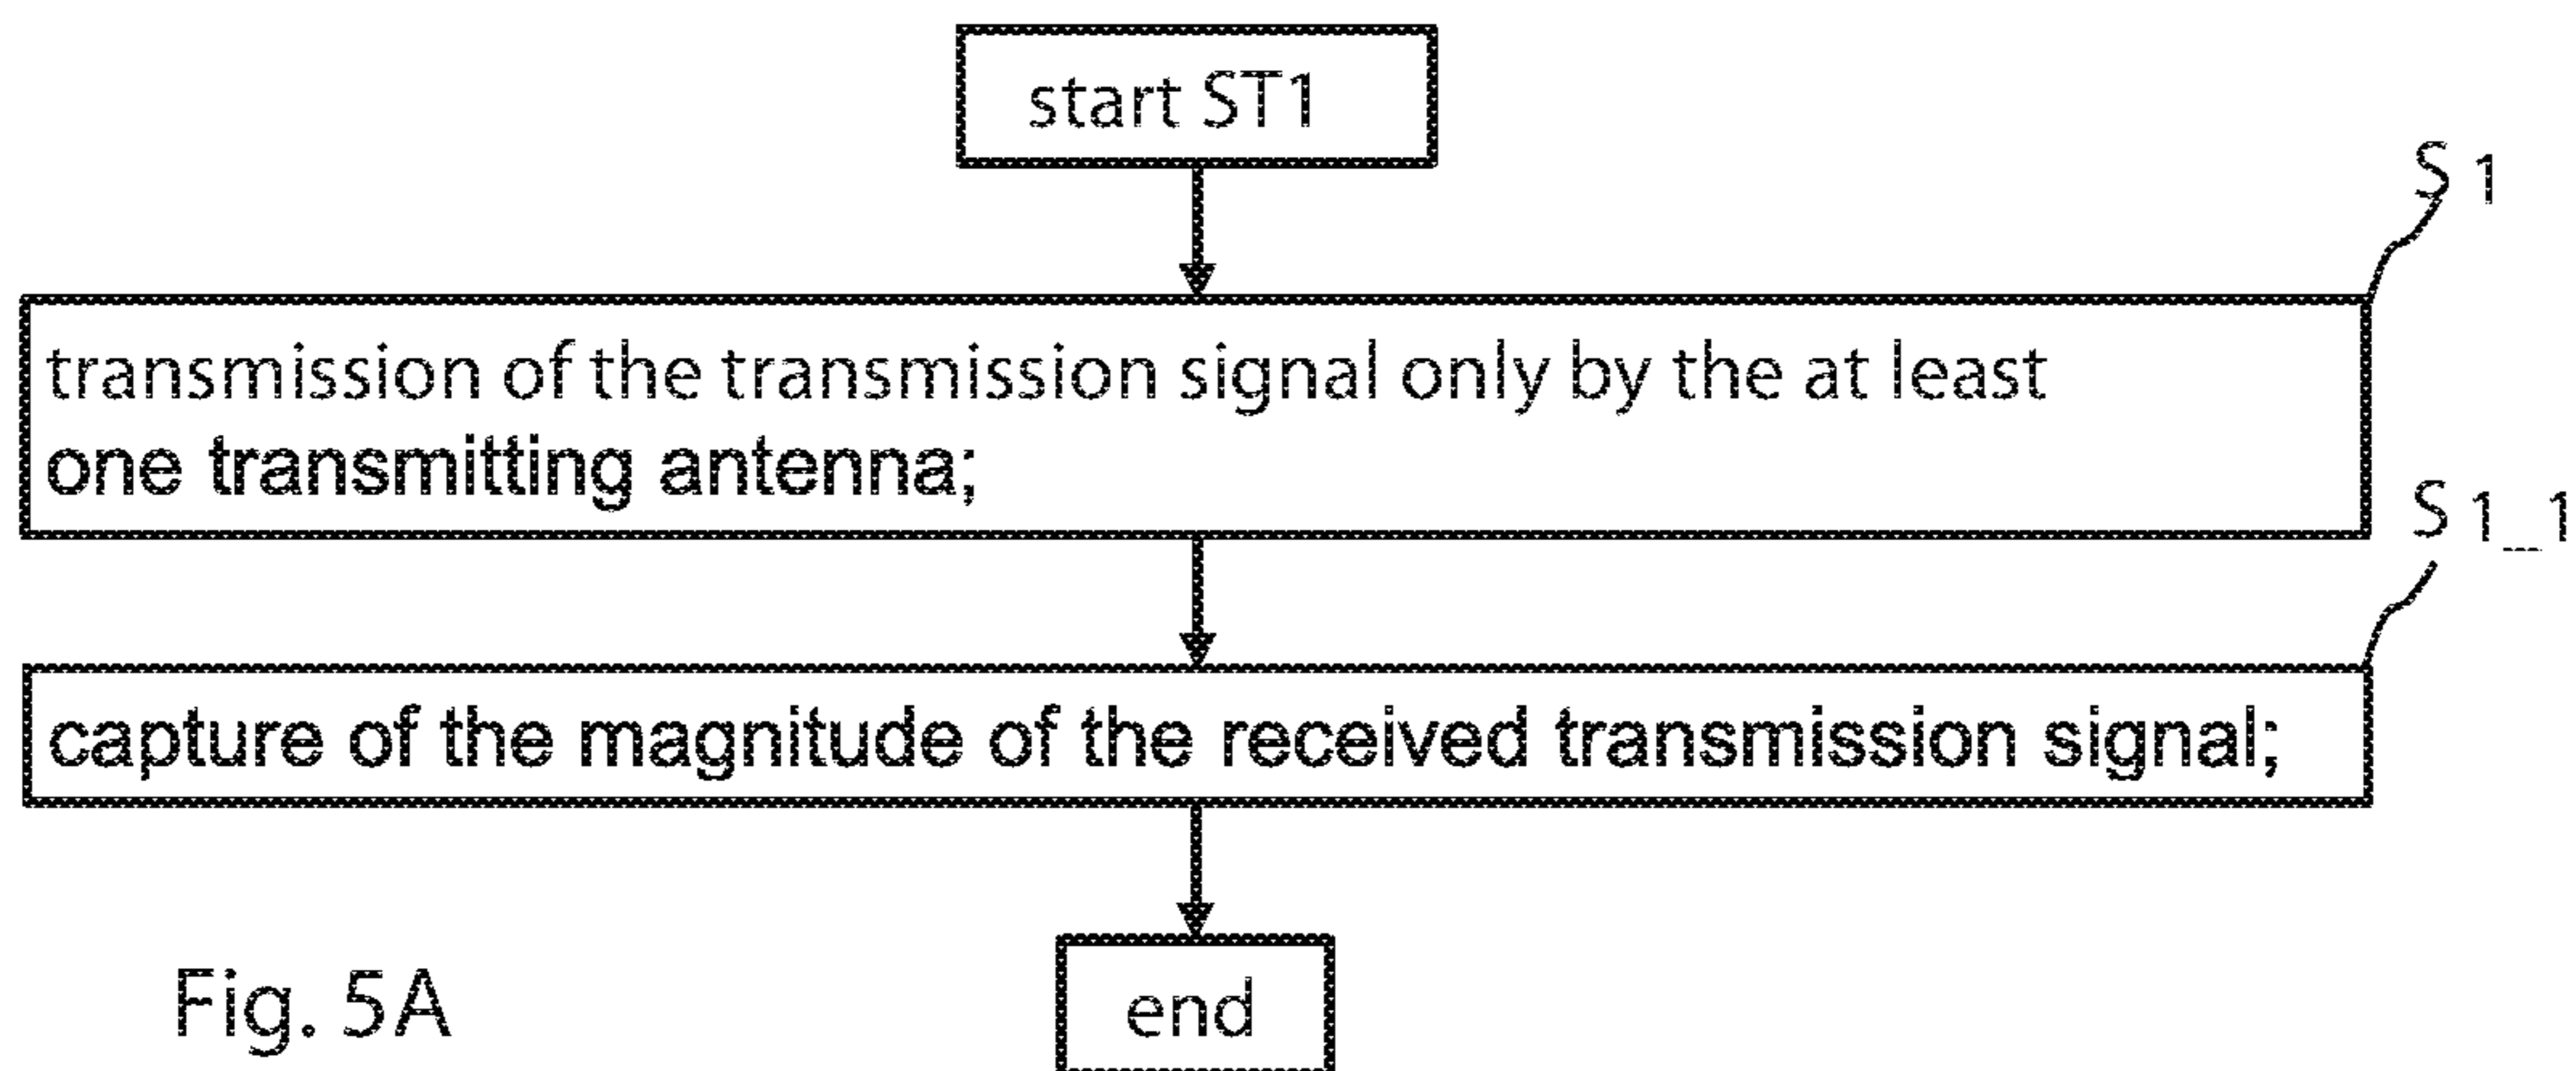 start ST1
S 1
transmission of the transmission signal only by the at least
one transmitting antenna;
S 1_1
capture of the magnitude of the received transmission signal;
end
Fig. 5A